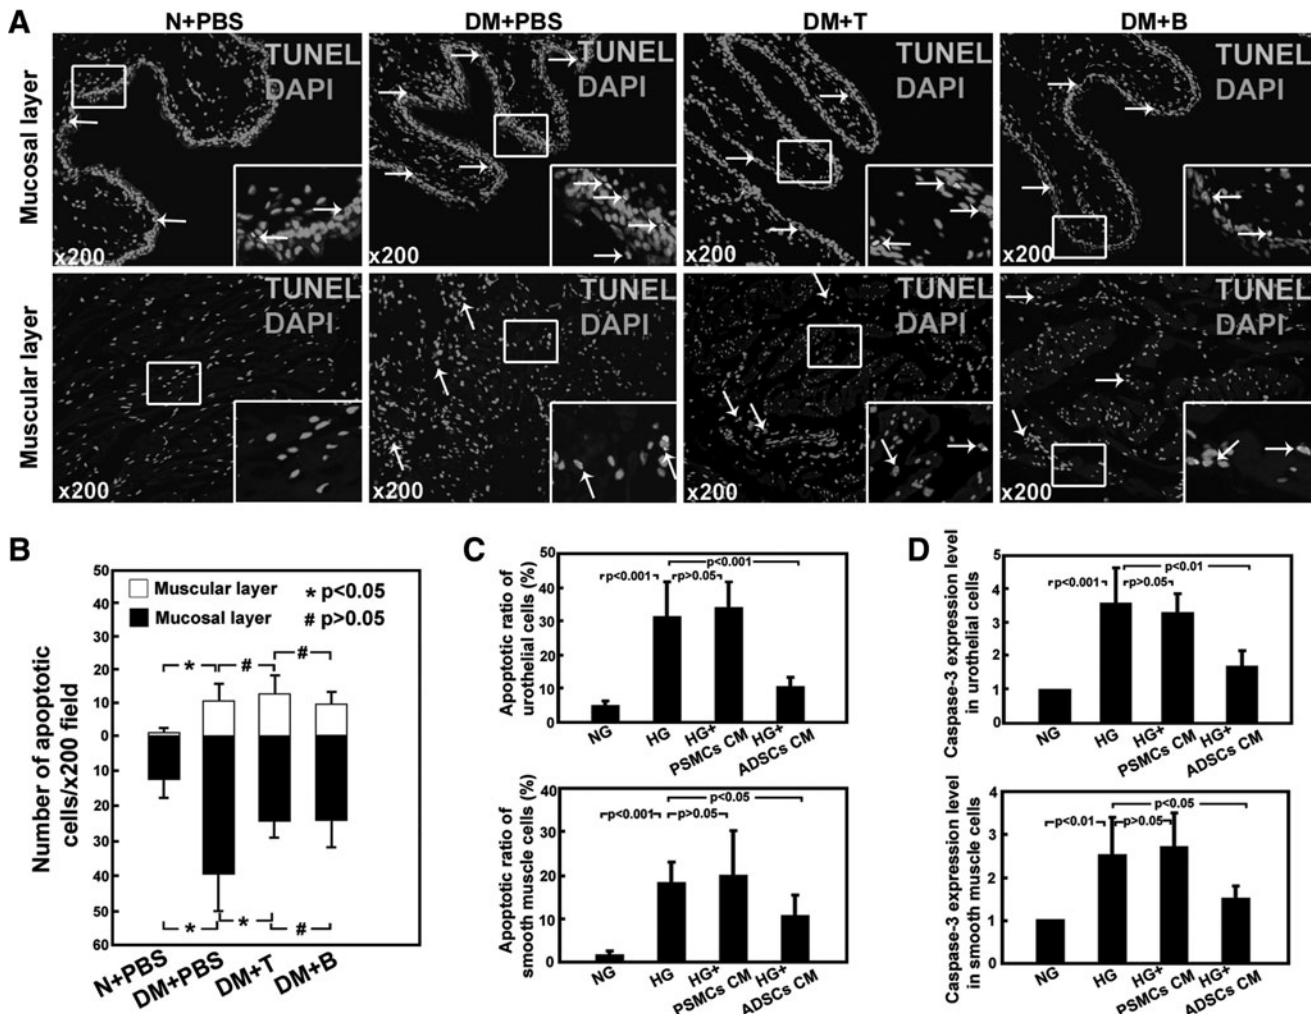 A
N+PBS
DM+PBS
DM+T
DM+B
Mucosal layer
TUNEL
DAPI
x200
TUNEL
DAPI
x200
TUNEL
DAPI
x200
TUNEL
DAPI
x200
Muscular layer
TUNEL
DAPI
x200
TUNEL
DAPI
x200
TUNEL
DAPI
x200
TUNEL
DAPI
x200
B
Number of apoptotic
cells/x200 field
50
40
30
20
10
0
10
20
30
40
50
60
Muscular layer
Mucosal layer
* p<0.05
# p>0.05
*
#
#
*
*
#
N+PBS
DM+PBS
DM+T
DM+B
C
Apoptotic ratio of
urothelial cells (%)
50
40
30
20
10
0
p<0.001
p<0.001
p>0.05
NG
HG
HG+
PSMCs CM
HG+
ADSCs CM
Apoptotic ratio of
smooth muscle cells (%)
40
30
20
10
0
p<0.05
p<0.001
p>0.05
NG
HG
HG+
PSMCs CM
HG+
ADSCs CM
D
Caspase-3 expression level
in urothelial cells
5
4
3
2
1
0
p<0.01
p<0.001
p>0.05
NG
HG
HG+
PSMCs CM
HG+
ADSCs CM
Caspase-3 expression level
in smooth muscle cells
4
3
2
1
0
p<0.05
p<0.01
p>0.05
NG
HG
HG+
PSMCs CM
HG+
ADSCs CM